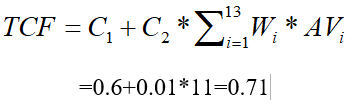 TCF = C₁ + C₂ * ∑¹³ᵢ₌₁ Wᵢ * AVᵢ
=0.6+0.01*11=0.71